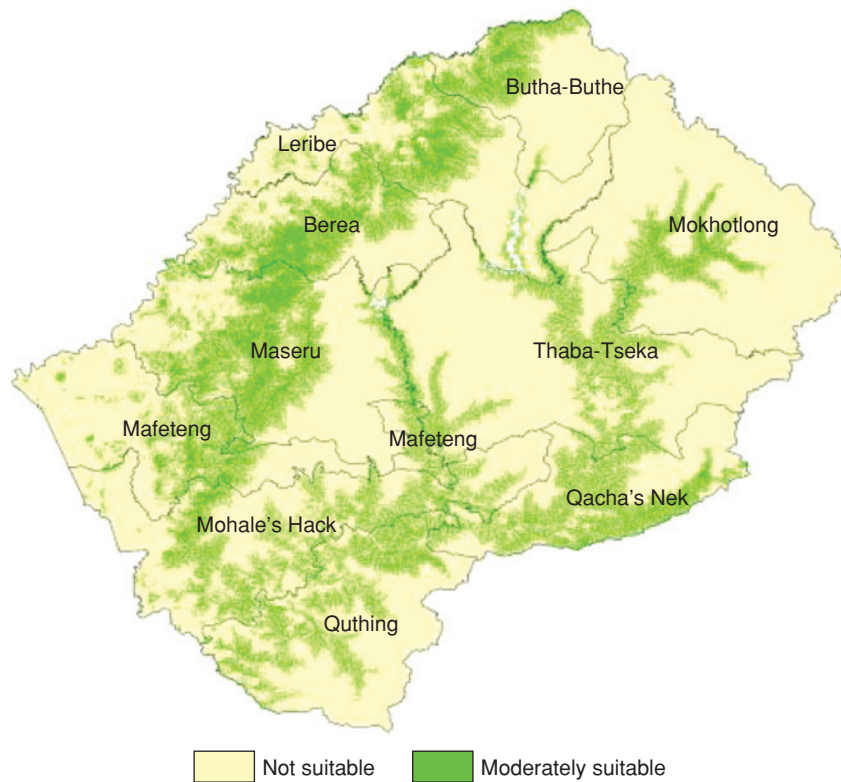 Butha-Buthe
Leribe
Mokhotlong
Berea
Maseru
Thaba-Tseka
Mafeteng
Mafeteng
Qacha's Nek
Mohale's Hack
Quthing
Not suitable
Moderately suitable